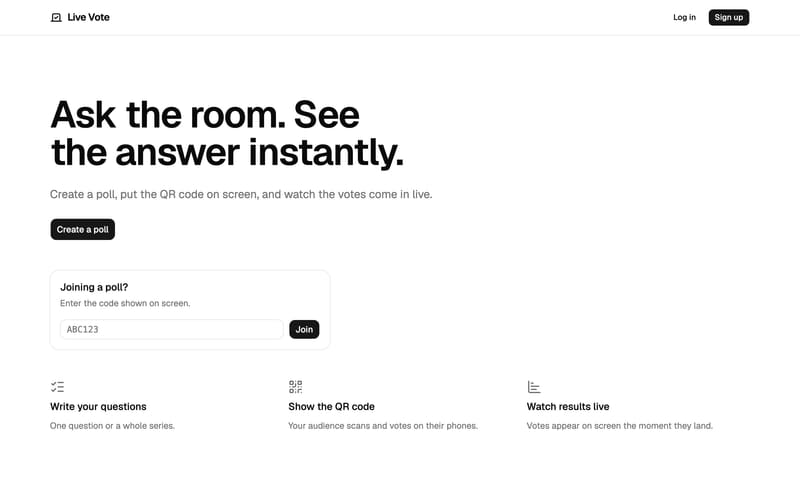 Live Vote
Log in
Sign up
Ask the room. See
the answer instantly.
Create a poll, put the QR code on screen, and watch the votes come in live.
Create a poll
Joining a poll?
Enter the code shown on screen.
ABC123
Join
Write your questions
One question or a whole series.
Show the QR code
Your audience scans and votes on their phones.
Watch results live
Votes appear on screen the moment they land.